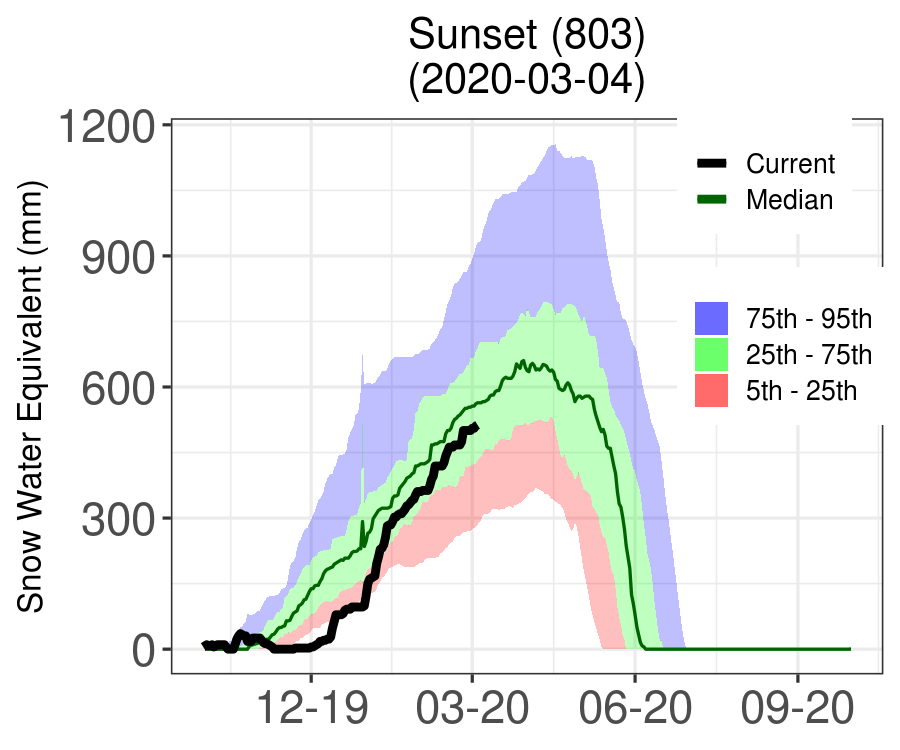 Sunset (803)
(2020-03-04)
Snow Water Equivalent (mm)
1200
900
600
300
0
Current
Median
75th - 95th
25th - 75th
5th - 25th
12-19
03-20
06-20
09-20